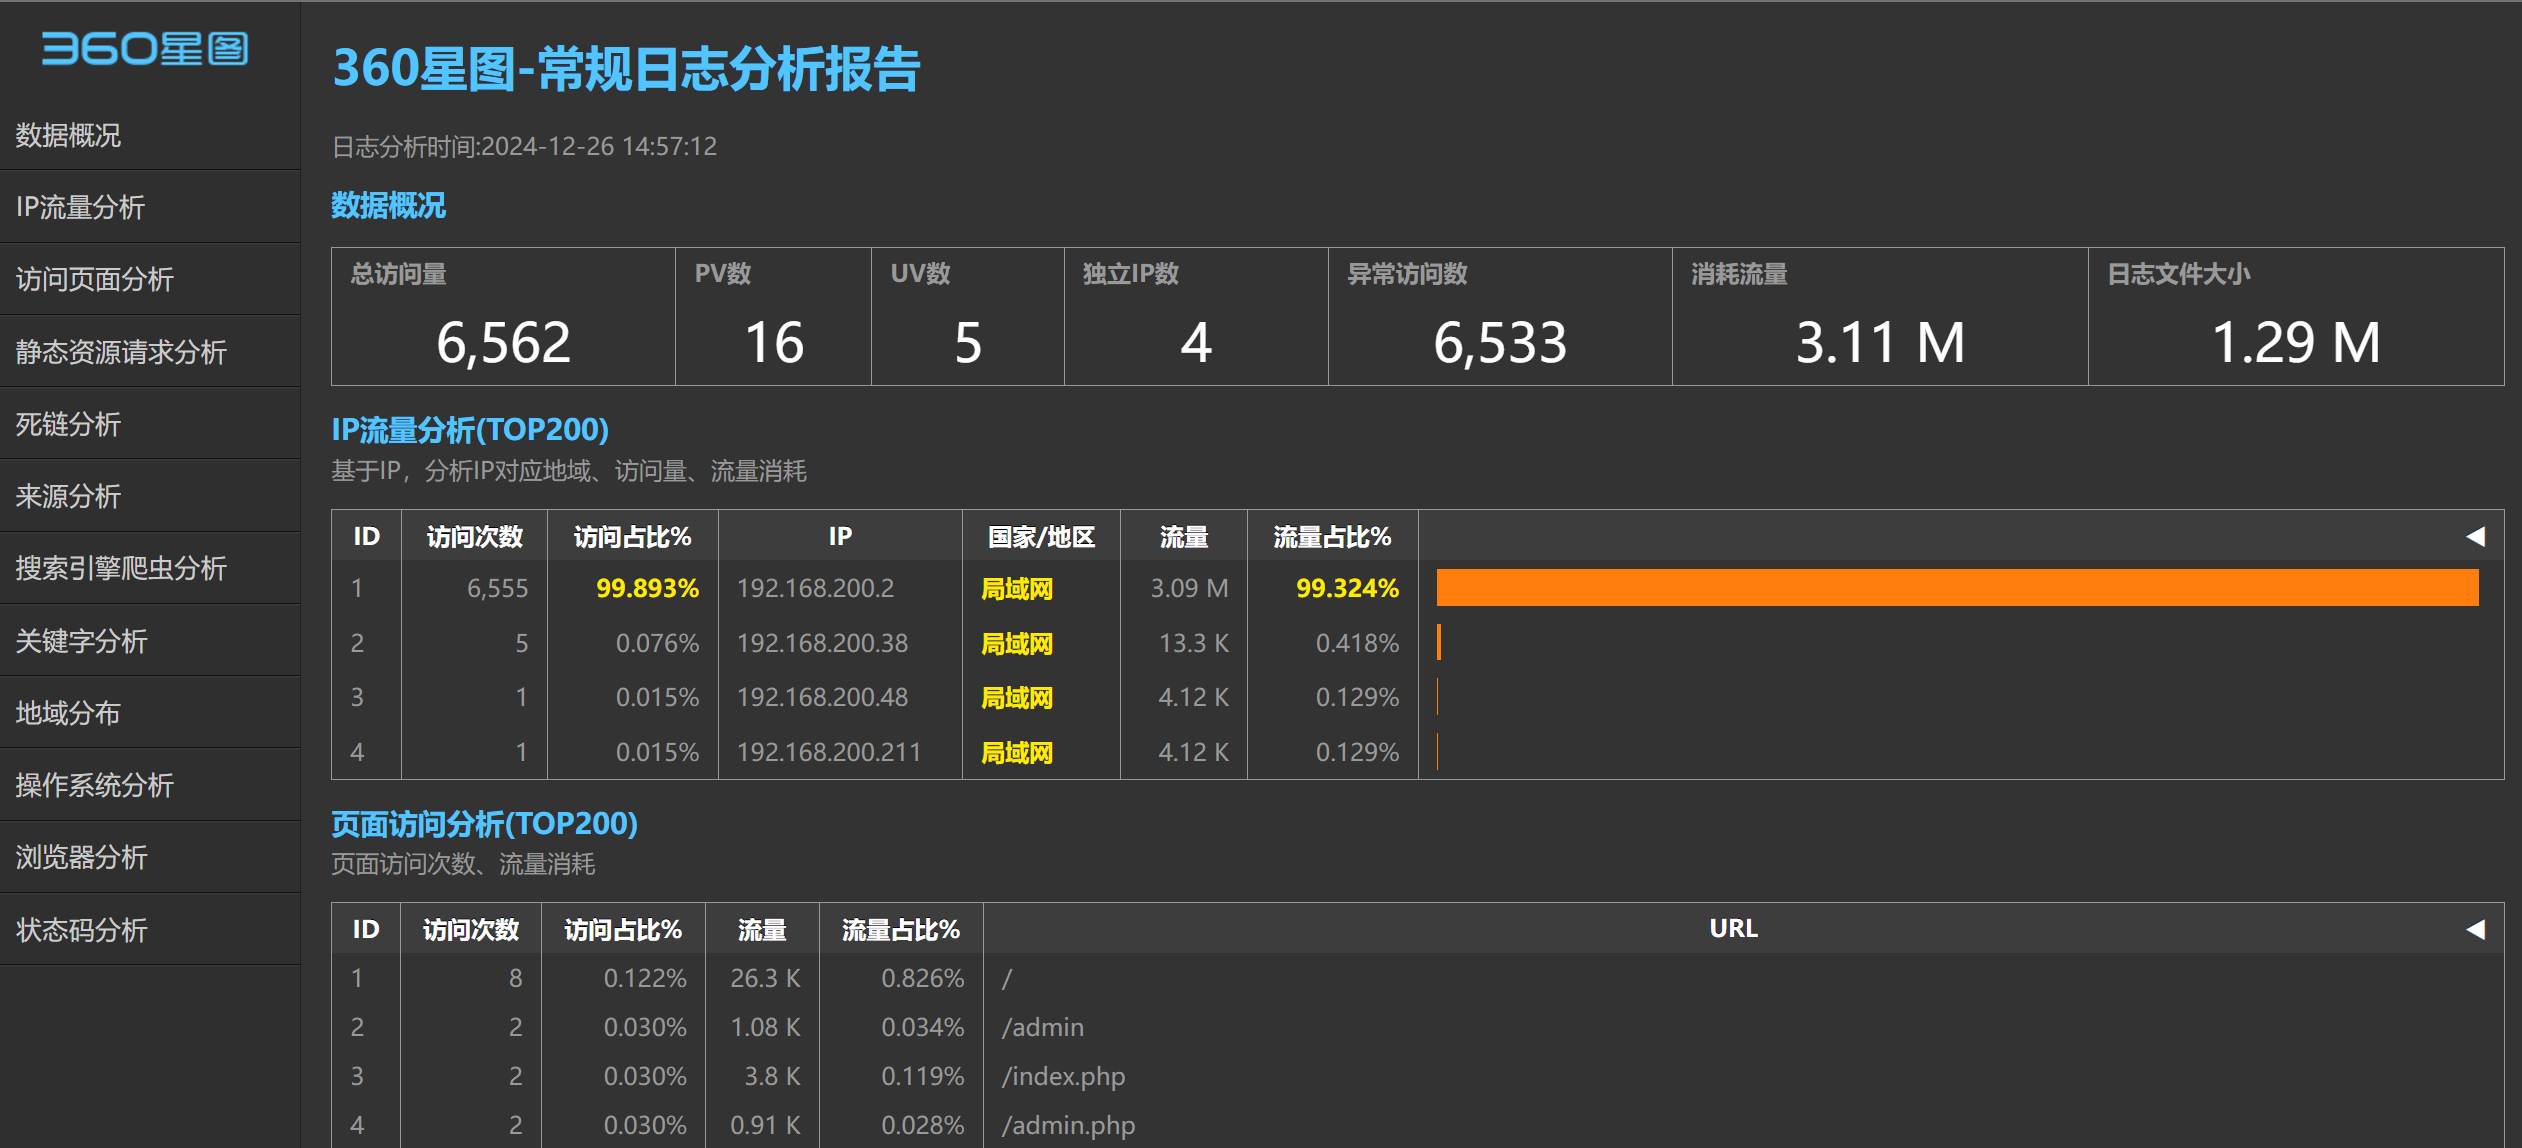 360星图
数据概况
IP流量分析
访问页面分析
静态资源请求分析
死链分析
来源分析
搜索引擎爬虫分析
关键字分析
地域分布
操作系统分析
浏览器分析
状态码分析
360星图-常规日志分析报告
日志分析时间:2024-12-26 14:57:12
数据概况
总访问量 PV数 UV数 独立IP数 异常访问数 消耗流量 日志文件大小
6,562 16 5 4 6,533 3.11 M 1.29 M
IP流量分析(TOP200)
基于IP，分析IP对应地域、访问量、流量消耗
ID 访问次数 访问占比% IP 国家/地区 流量 流量占比% ◀
1 6,555 99.893% 192.168.200.2 局域网 3.09 M 99.324%
2 5 0.076% 192.168.200.38 局域网 13.3 K 0.418%
3 1 0.015% 192.168.200.48 局域网 4.12 K 0.129%
4 1 0.015% 192.168.200.211 局域网 4.12 K 0.129%
页面访问分析(TOP200)
页面访问次数、流量消耗
ID 访问次数 访问占比% 流量 流量占比% URL ◀
1 8 0.122% 26.3 K 0.826% /
2 2 0.030% 1.08 K 0.034% /admin
3 2 0.030% 3.8 K 0.119% /index.php
4 2 0.030% 0.91 K 0.028% /admin.php